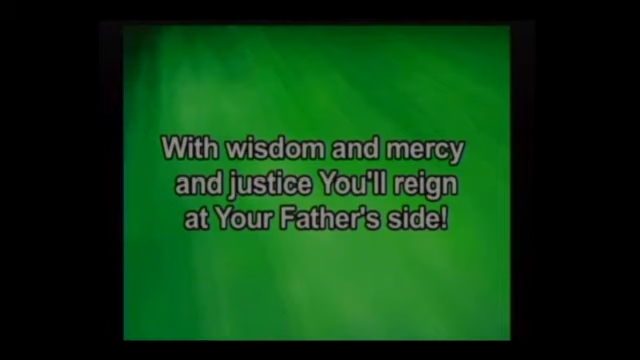 With wisdom and mercy
and justice You'll reign
at Your Father's side!